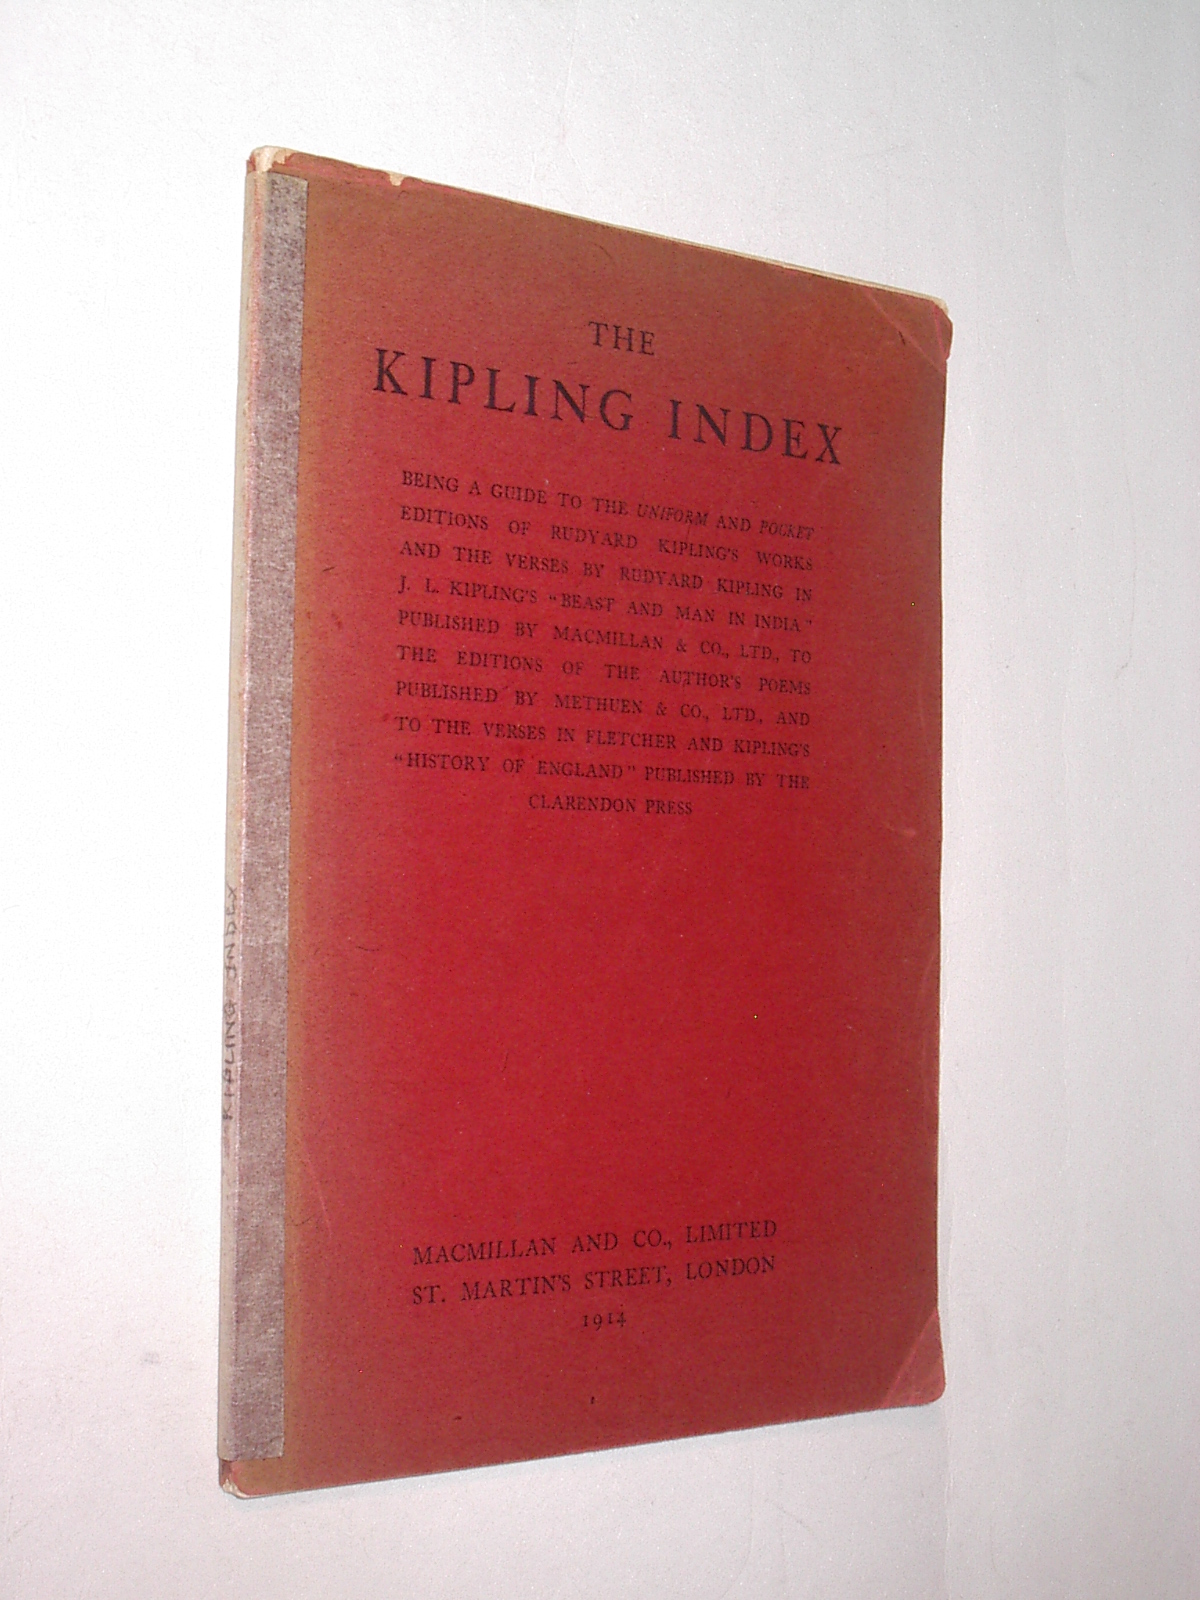 THE
KIPLING INDEX
BEING A GUIDE TO THE UNIFORM AND POCKET
EDITIONS OF RUDYARD KIPLING'S WORKS
AND THE VERSES BY RUDYARD KIPLING IN
J. L. KIPLING'S "BEAST AND MAN IN INDIA"
PUBLISHED BY MACMILLAN & CO., LTD., TO
THE EDITIONS OF THE AUTHOR'S POEMS
PUBLISHED BY METHUEN & CO., LTD., AND
TO THE VERSES IN FLETCHER AND KIPLING'S
"HISTORY OF ENGLAND" PUBLISHED BY THE
CLARENDON PRESS
MACMILLAN AND CO., LIMITED
ST. MARTIN'S STREET, LONDON
1914
KIPLING INDEX